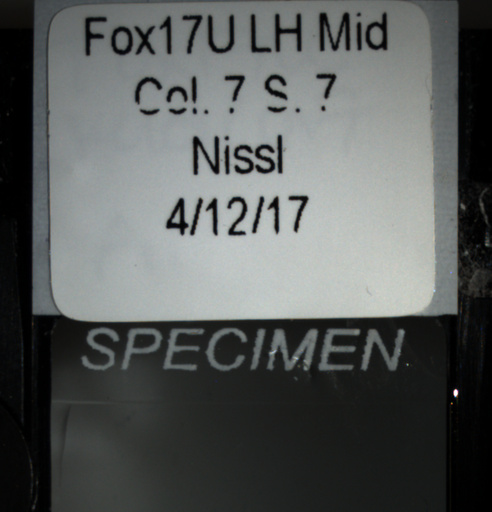 Fox17U LH Mid
Col. 7 S. 7
Nissl
4/12/17
SPECIMEN